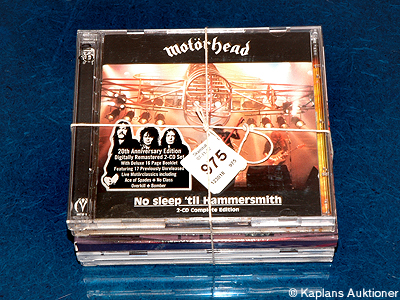 Motörhead
20th Anniversary Edition
Digitally Remastered 2-CD Set
With Deluxe 16 Page Booklet
Featuring 17 Previously Unreleased
Live Motörclassics including
Ace of Spades ● No Class
Overkill ● Bomber
975
No sleep 'til Hammersmith
2-CD Complete Edition
© Kaplans Auktioner